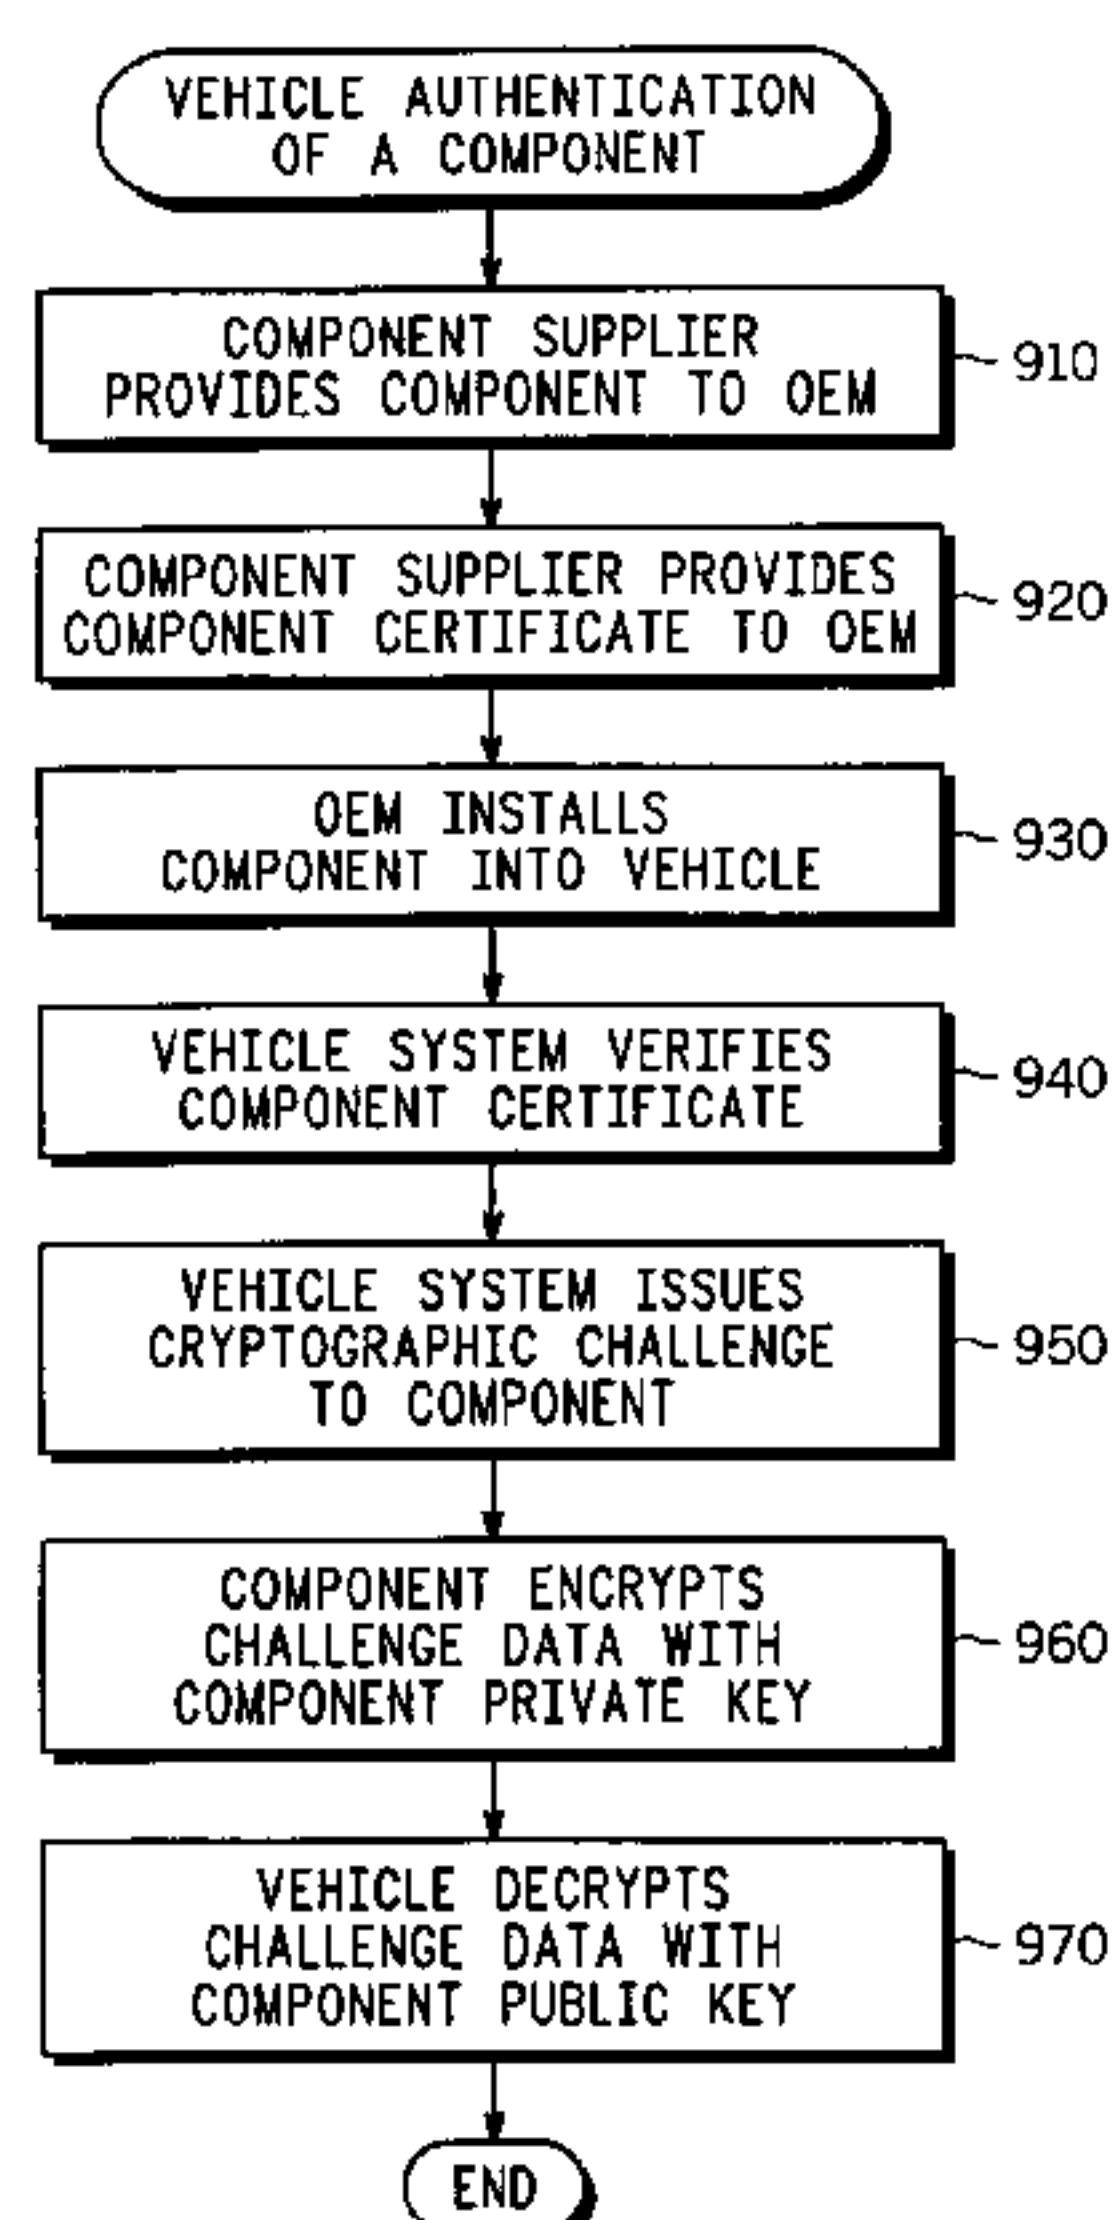 VEHICLE AUTHENTICATION
OF A COMPONENT
COMPONENT SUPPLIER
PROVIDES COMPONENT TO OEM
910
COMPONENT SUPPLIER PROVIDES
COMPONENT CERTIFICATE TO OEM
920
OEM INSTALLS
COMPONENT INTO VEHICLE
930
VEHICLE SYSTEM VERIFIES
COMPONENT CERTIFICATE
940
VEHICLE SYSTEM ISSUES
CRYPTOGRAPHIC CHALLENGE
TO COMPONENT
950
COMPONENT ENCRYPTS
CHALLENGE DATA WITH
COMPONENT PRIVATE KEY
960
VEHICLE DECRYPTS
CHALLENGE DATA WITH
COMPONENT PUBLIC KEY
970
END